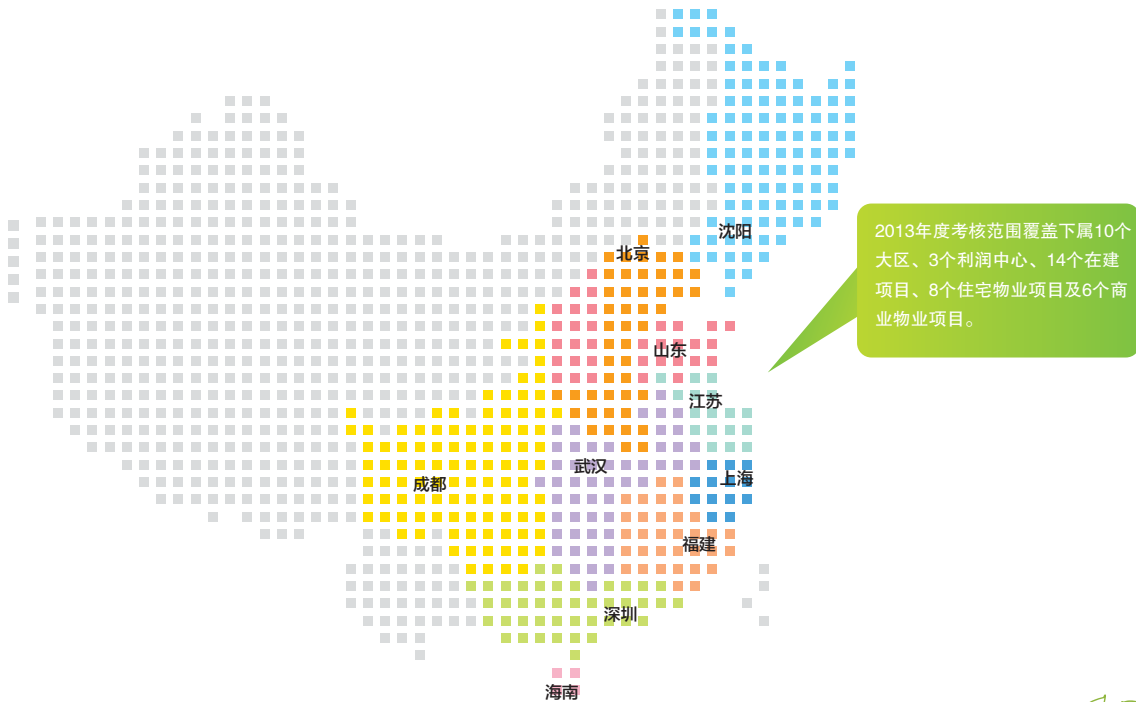 沈阳
2013年度考核范围覆盖下属10个
大区、3个利润中心、14个在建
项目、8个住宅物业项目及6个商
业物业项目。
北京
山东
江苏
武汉
上海
成都
福建
深圳
海南